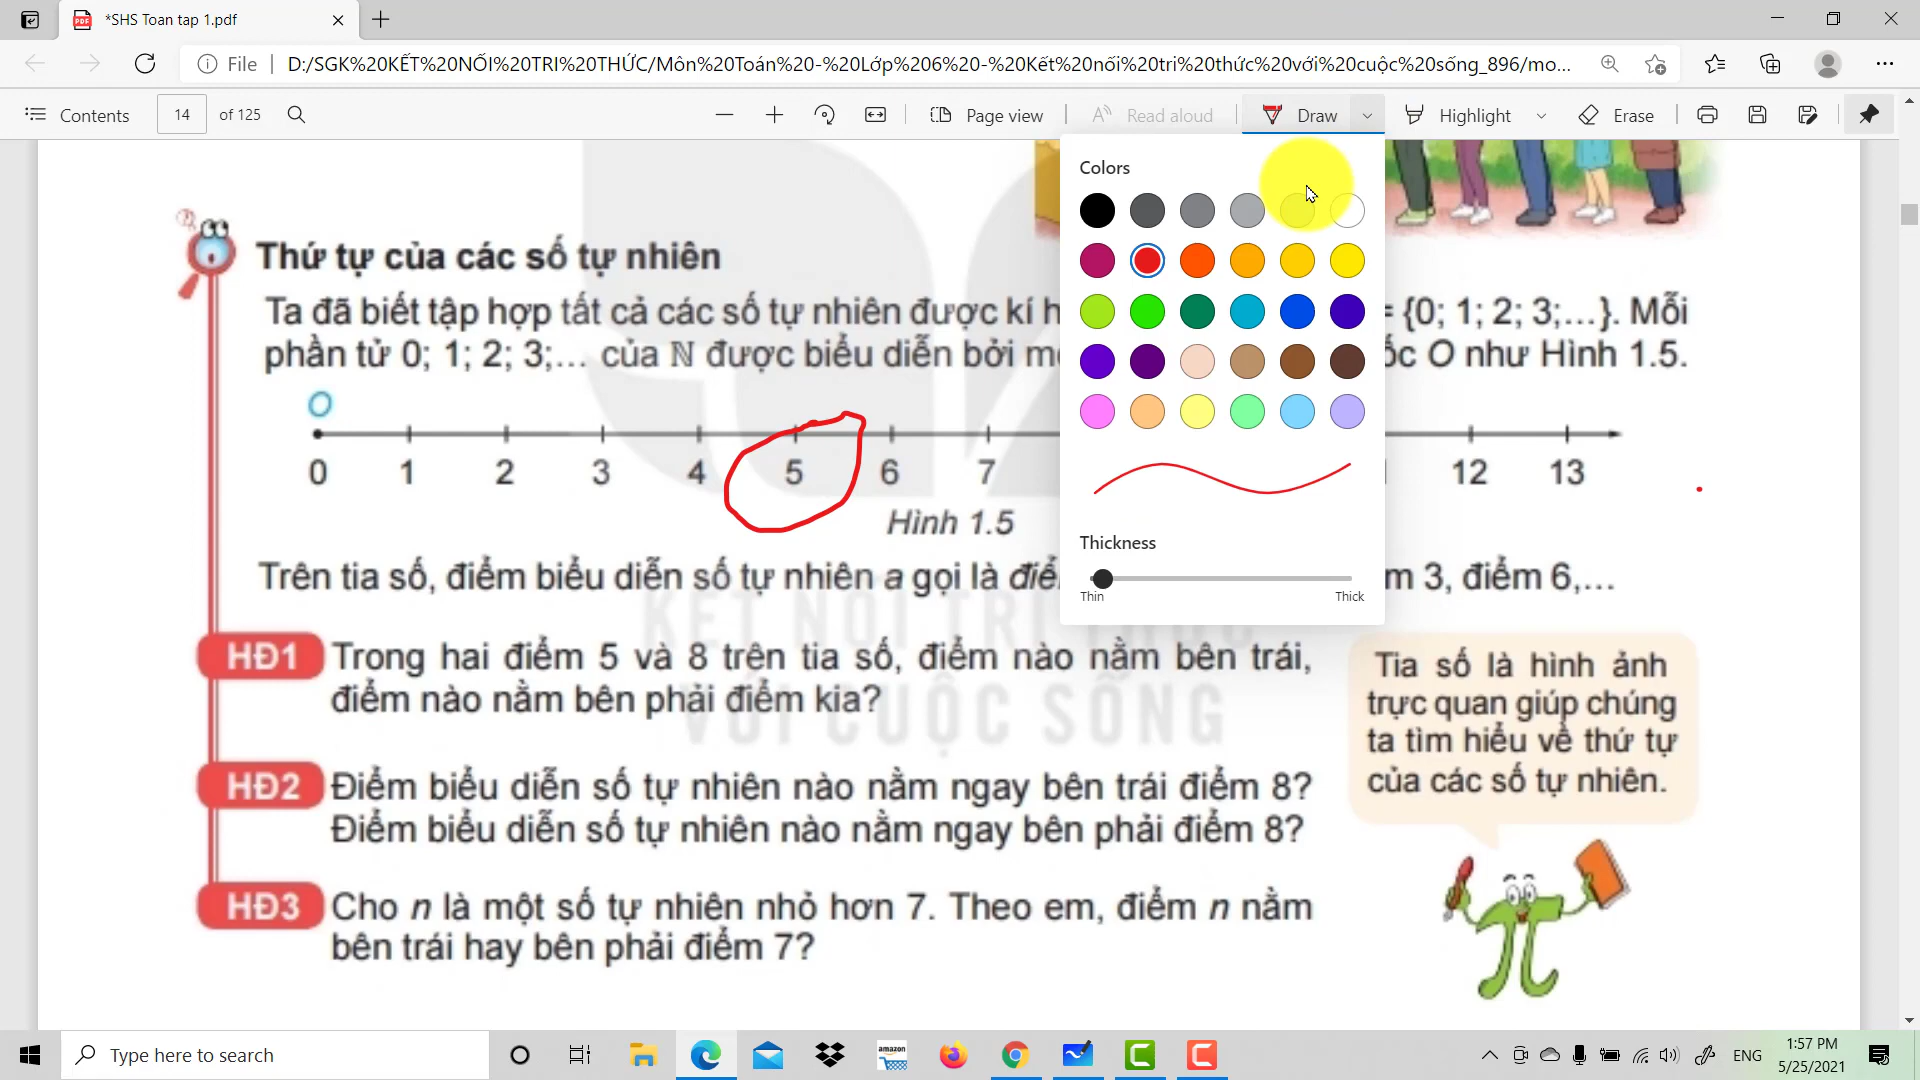 *SHS Toan tap 1.pdf
File
D:/SGK%20KẾT%20NỐI%20TRI%20THỨC/Môn%20Toán%20-%20Lớp%206%20-%20Kết%20nối%20tri%20thức%20với%20cuộc%20sống_896/mo...
Contents
14
of 125
Page view
Read aloud
Draw
Highlight
Erase
Colors
Thickness
Thin
Thick
Thứ tự của các số tự nhiên
Ta đã biết tập hợp tất cả các số tự nhiên được kí h = {0; 1; 2; 3;...}. Mỗi
phần tử 0; 1; 2; 3;... của ℕ được biểu diễn bởi ốc O như Hình 1.5.
O
0 1 2 3 4 5 6 7 12 13
Hình 1.5
Trên tia số, điểm biểu diễn số tự nhiên a gọi là điể m 3, điểm 6,...
KẾT NỐI TRI THỨC
VỚI CUỘC SỐNG
HĐ1 Trong hai điểm 5 và 8 trên tia số, điểm nào nằm bên trái,
điểm nào nằm bên phải điểm kia?
HĐ2 Điểm biểu diễn số tự nhiên nào nằm ngay bên trái điểm 8?
Điểm biểu diễn số tự nhiên nào nằm ngay bên phải điểm 8?
HĐ3 Cho n là một số tự nhiên nhỏ hơn 7. Theo em, điểm n nằm
bên trái hay bên phải điểm 7?
Tia số là hình ảnh
trực quan giúp chúng
ta tìm hiểu về thứ tự
của các số tự nhiên.
Type here to search
amazon
ENG
1:57 PM
5/25/2021